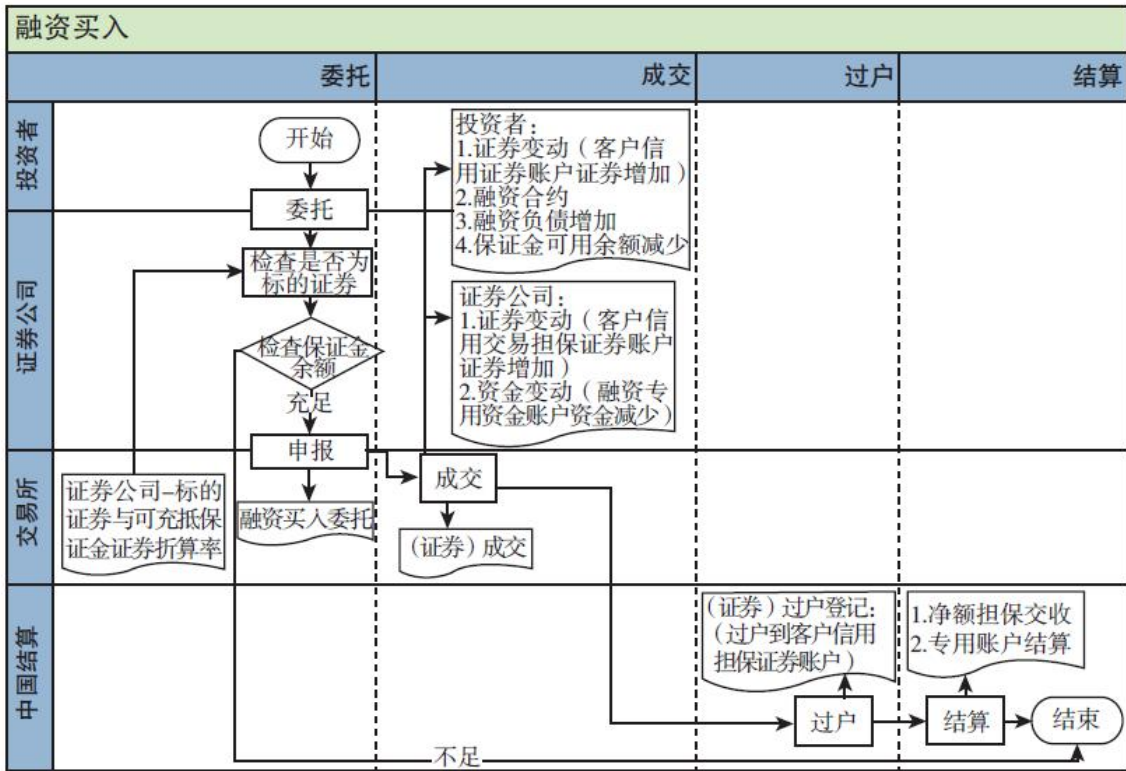 融资买入
委托
成交
过户
结算
投资者
开始
委托
投资者：
1.证券变动（客户信
用证券账户证券增加）
2.融资合约
3.融资负债增加
4.保证金可用余额减少
证券公司
检查是否为
标的证券
检查保证金
余额
充足
申报
证券公司：
1.证券变动（客户信
用交易担保证券账户
证券增加）
2.资金变动（融资专
用资金账户资金减少）
交易所
证券公司-标的
证券与可充抵保
证金证券折算率
融资买入委托
成交
（证券）成交
中国结算
（证券）过户登记：
（过户到客户信用
担保证券账户）
1.净额担保交收
2.专用账户结算
过户
结算
结束
不足